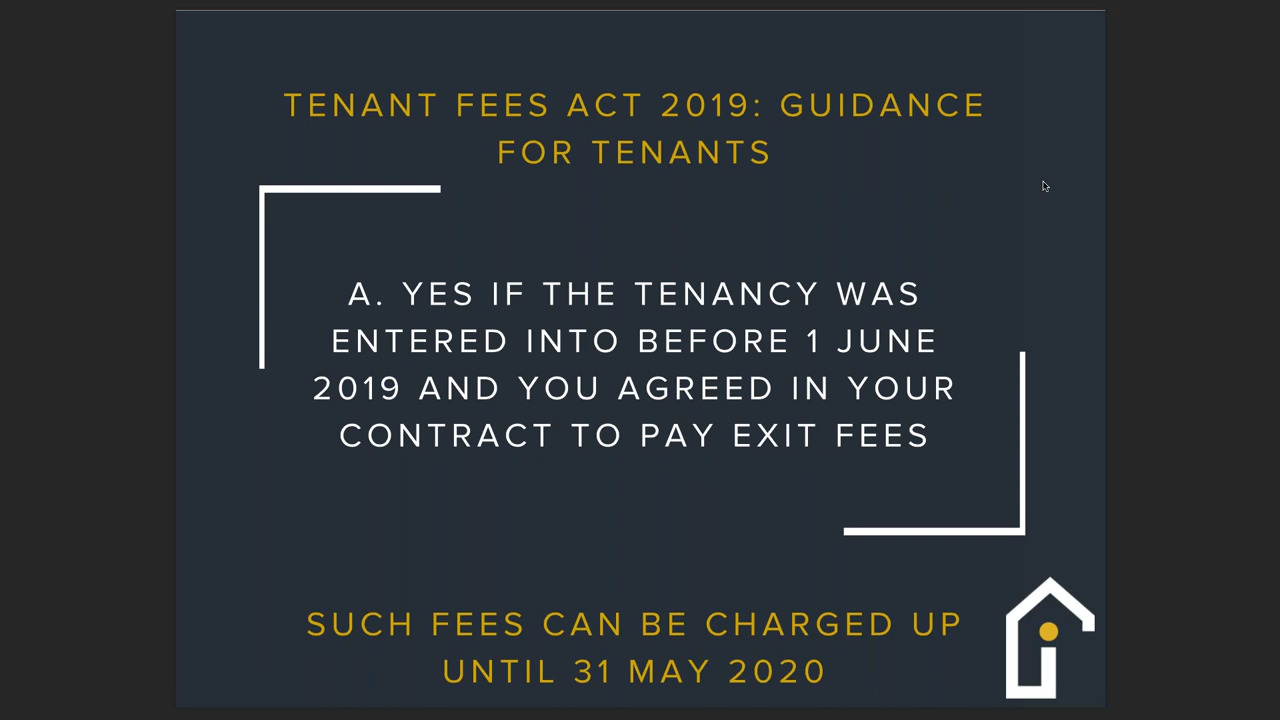 TENANT FEES ACT 2019: GUIDANCE
FOR TENANTS
A. YES IF THE TENANCY WAS
ENTERED INTO BEFORE 1 JUNE
2019 AND YOU AGREED IN YOUR
CONTRACT TO PAY EXIT FEES
SUCH FEES CAN BE CHARGED UP
UNTIL 31 MAY 2020